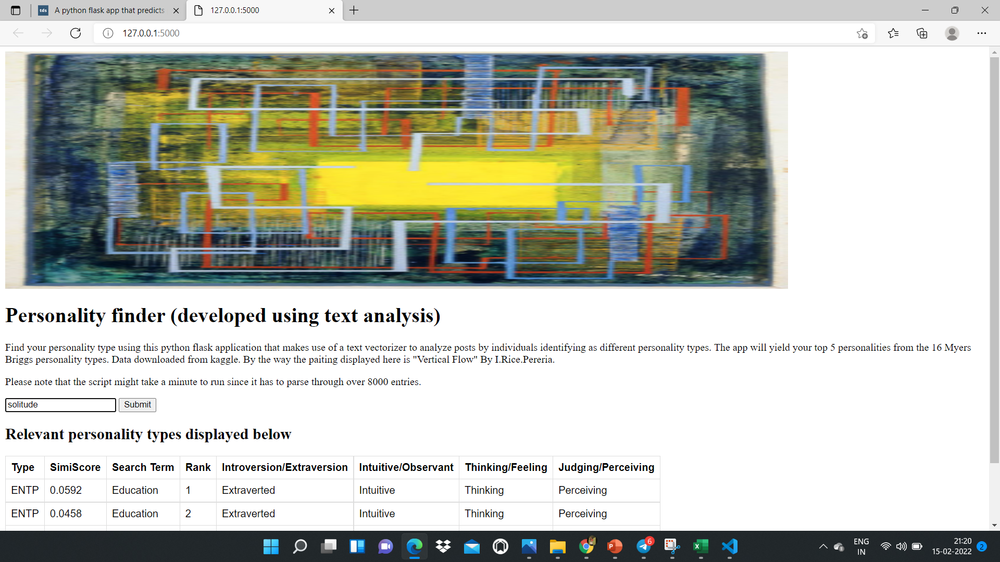 tds A python flask app that predicts
127.0.0.1:5000
127.0.0.1:5000
Personality finder (developed using text analysis)
Find your personality type using this python flask application that makes use of a text vectorizer to analyze posts by individuals identifying as different personality types. The app will yield your top 5 personalities from the 16 Myers
Briggs personality types. Data downloaded from kaggle. By the way the paiting displayed here is "Vertical Flow" By I.Rice.Pereria.
Please note that the script might take a minute to run since it has to parse through over 8000 entries.
solitude Submit
Relevant personality types displayed below
Type SimiScore Search Term Rank Introversion/Extraversion Intuitive/Observant Thinking/Feeling Judging/Perceiving
ENTP 0.0592 Education 1 Extraverted Intuitive Thinking Perceiving
ENTP 0.0458 Education 2 Extraverted Intuitive Thinking Perceiving
6
P
X
ENG
IN
21:20
15-02-2022
2